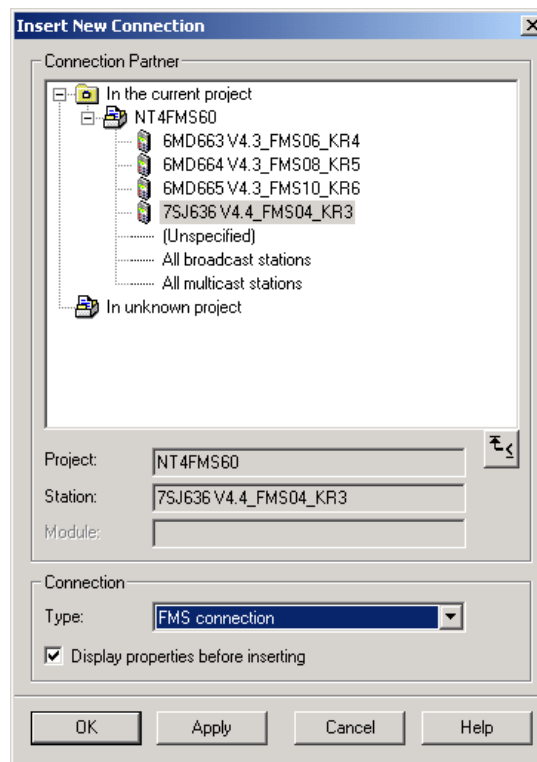 Insert New Connection
Connection Partner
In the current project
NT4FMS60
6MD663 V4.3_FMS06_KR4
6MD664 V4.3_FMS08_KR5
6MD665 V4.3_FMS10_KR6
7SJ636 V4.4_FMS04_KR3
(Unspecified)
All broadcast stations
All multicast stations
In unknown project
Project: NT4FMS60
Station: 7SJ636 V4.4_FMS04_KR3
Module:
Connection
Type: FMS connection
Display properties before inserting
OK Apply Cancel Help